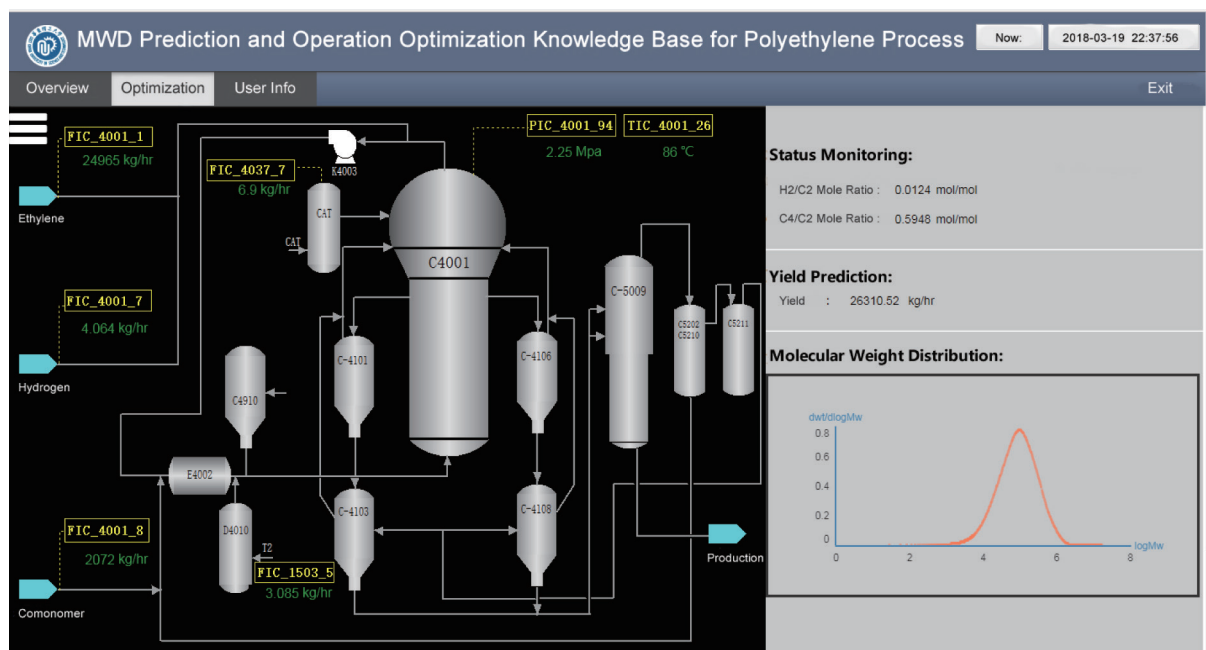 MWD Prediction and Operation Optimization Knowledge Base for Polyethylene Process
Now:
2018-03-19 22:37:56
Overview
Optimization
User Info
Exit
FIC_4001_1
24965 kg/hr
Ethylene
FIC_4001_7
4.064 kg/hr
Hydrogen
FIC_4001_8
2072 kg/hr
Comonomer
FIC_4037_7
6.9 kg/hr
K4003
PIC_4001_94
2.25 Mpa
TIC_4001_26
86 ℃
CAT
CAT
C4001
C-4101
C-4106
C4910
E4002
D4010
T2
FIC_1503_5
3.085 kg/hr
C-4103
C-4108
C-5009
C5202
C5210
C5211
Production
Status Monitoring:
H2/C2 Mole Ratio : 0.0124 mol/mol
C4/C2 Mole Ratio : 0.5948 mol/mol
Yield Prediction:
Yield : 26310.52 kg/hr
Molecular Weight Distribution:
dwt/dlogMw
0.8
0.6
0.4
0.2
0
0 2 4 6 8
logMw